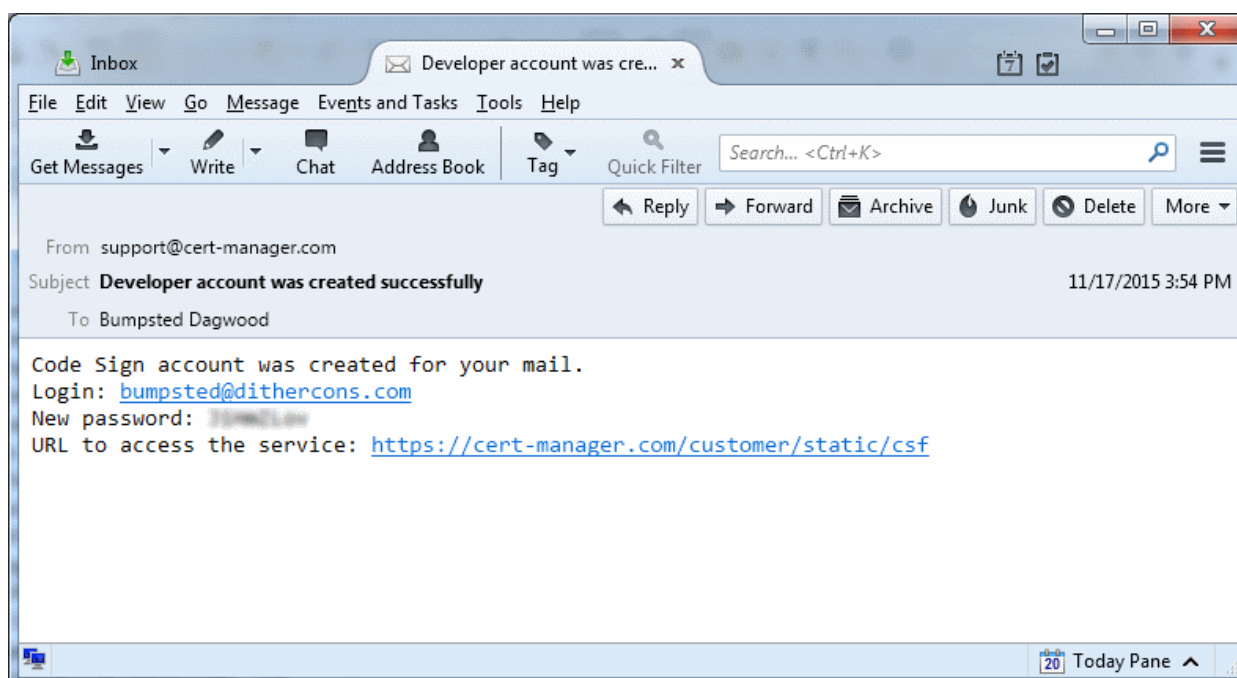 Inbox
Developer account was cre...
7
File Edit View Go Message Events and Tasks Tools Help
Get Messages Write Chat Address Book Tag Quick Filter Search... <Ctrl+K>
Reply Forward Archive Junk Delete More
From support@cert-manager.com
Subject Developer account was created successfully 11/17/2015 3:54 PM
To Bumpsted Dagwood
Code Sign account was created for your mail.
Login: bumpsted@dithercons.com
New password:
URL to access the service: https://cert-manager.com/customer/static/csf
20 Today Pane